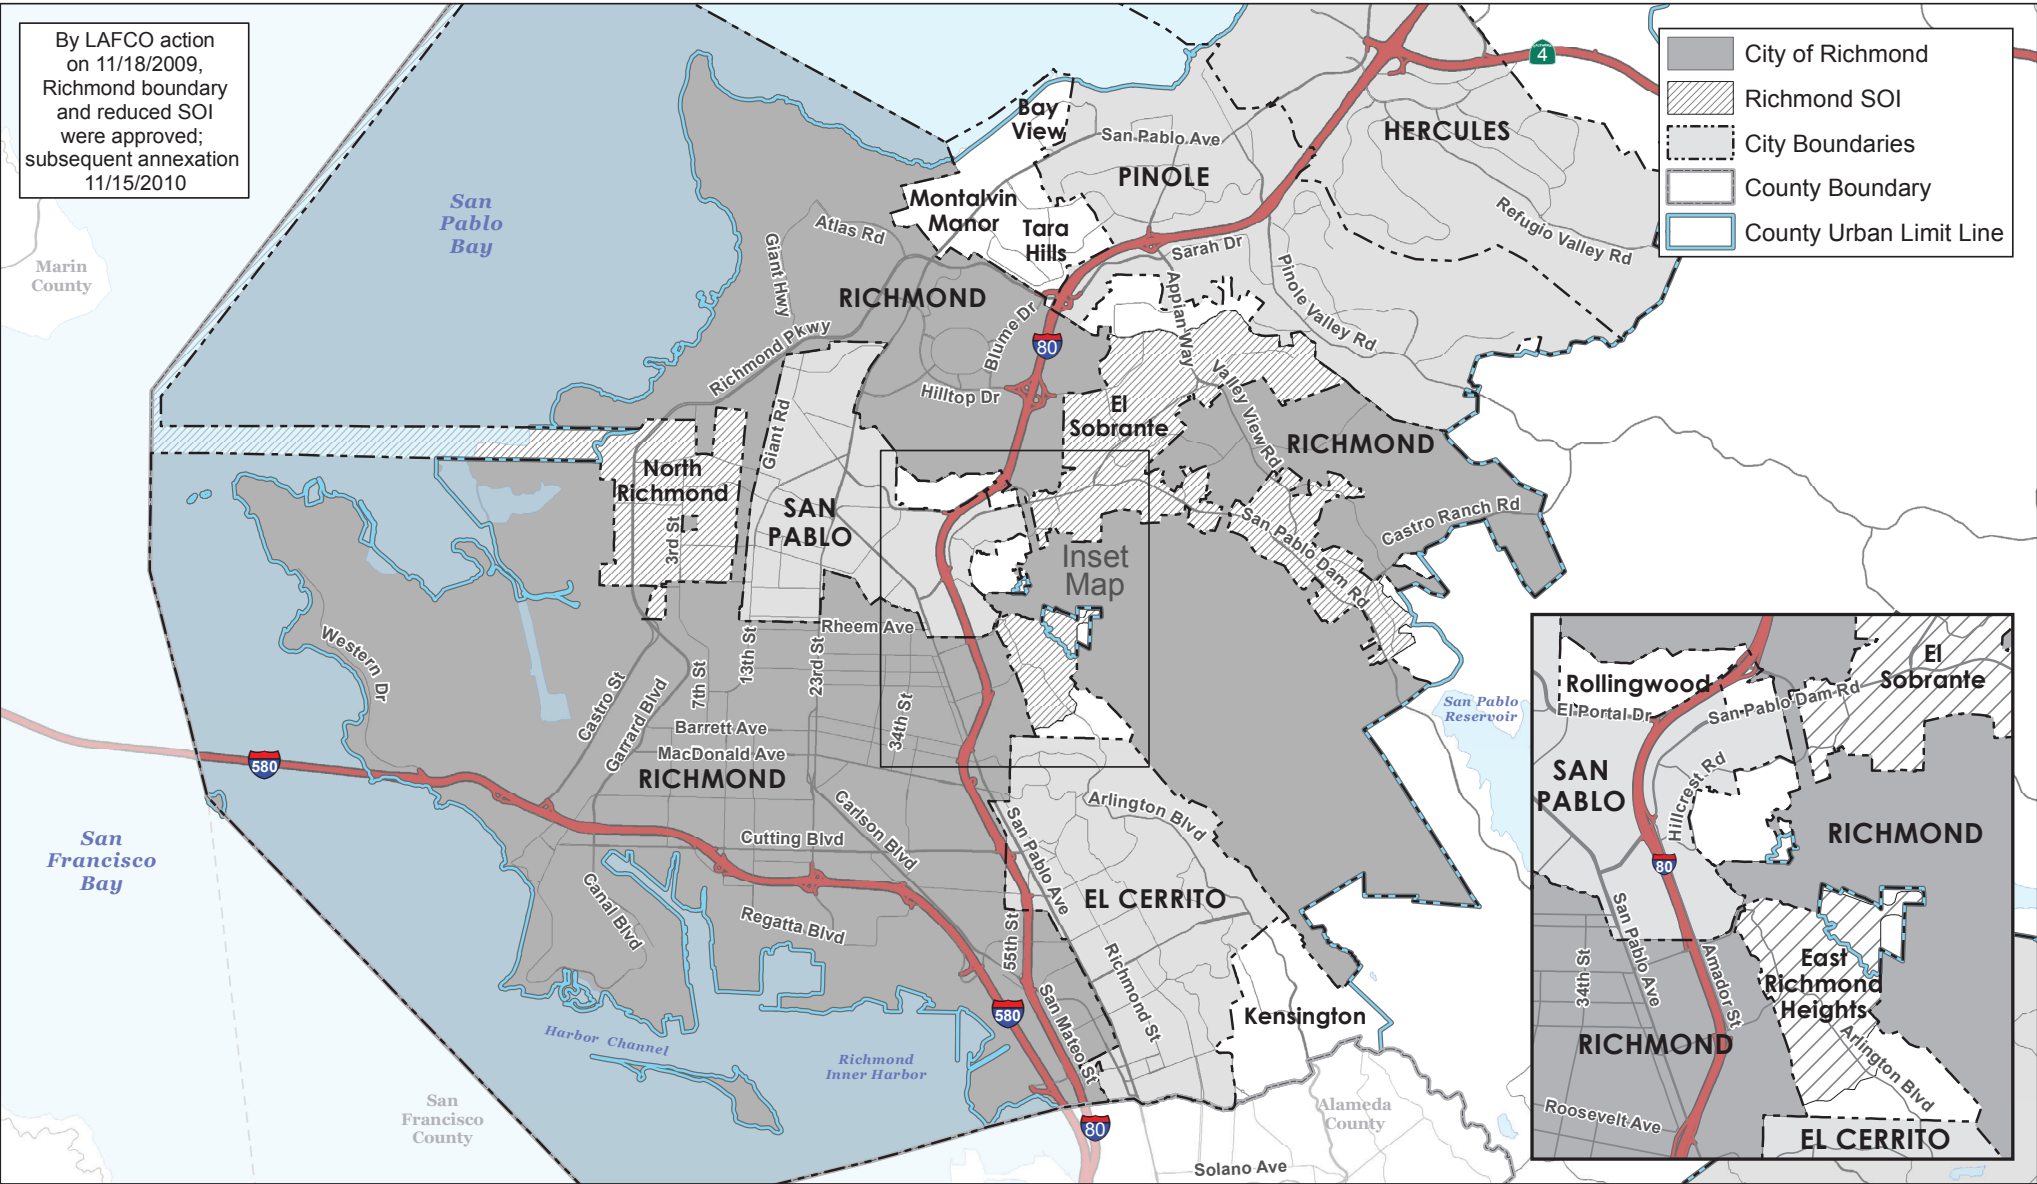 By LAFCO action
on 11/18/2009,
Richmond boundary
and reduced SOI
were approved;
subsequent annexation
11/15/2010
City of Richmond
Richmond SOI
City Boundaries
County Boundary
County Urban Limit Line
CALIFORNIA
4
Bay
View
San Pablo Ave
HERCULES
PINOLE
San
Pablo
Bay
Montalvin
Manor
Tara
Hills
Atlas Rd
Sarah Dr
Refugio Valley Rd
Marin
County
Giant Hwy
RICHMOND
Appian Way
Pinole Valley Rd
Blume Dr
80
Richmond Pkwy
Hilltop Dr
Valley View Rd
El
Sobrante
Giant Rd
RICHMOND
North
Richmond
SAN
PABLO
3rd St
San Pablo Dam Rd
Castro Ranch Rd
Inset
Map
Rheem Ave
Western Dr
13th St
23rd St
7th St
34th St
Castro St
Garrard Blvd
Barrett Ave
MacDonald Ave
RICHMOND
San Pablo
Reservoir
580
Carlson Blvd
Cutting Blvd
Arlington Blvd
San Pablo Ave
San
Francisco
Bay
Canal Blvd
Regatta Blvd
EL CERRITO
55th St
Richmond St
580
San Mateo St
Kensington
Harbor Channel
Richmond
Inner Harbor
San
Francisco
County
Alameda
County
80
Solano Ave
El
Sobrante
Rollingwood
El Portal Dr
San Pablo Dam Rd
SAN
PABLO
Hillcrest Rd
RICHMOND
80
San Pablo Ave
34th St
Amador St
East
Richmond
Heights
RICHMOND
Arlington Blvd
Roosevelt Ave
EL CERRITO